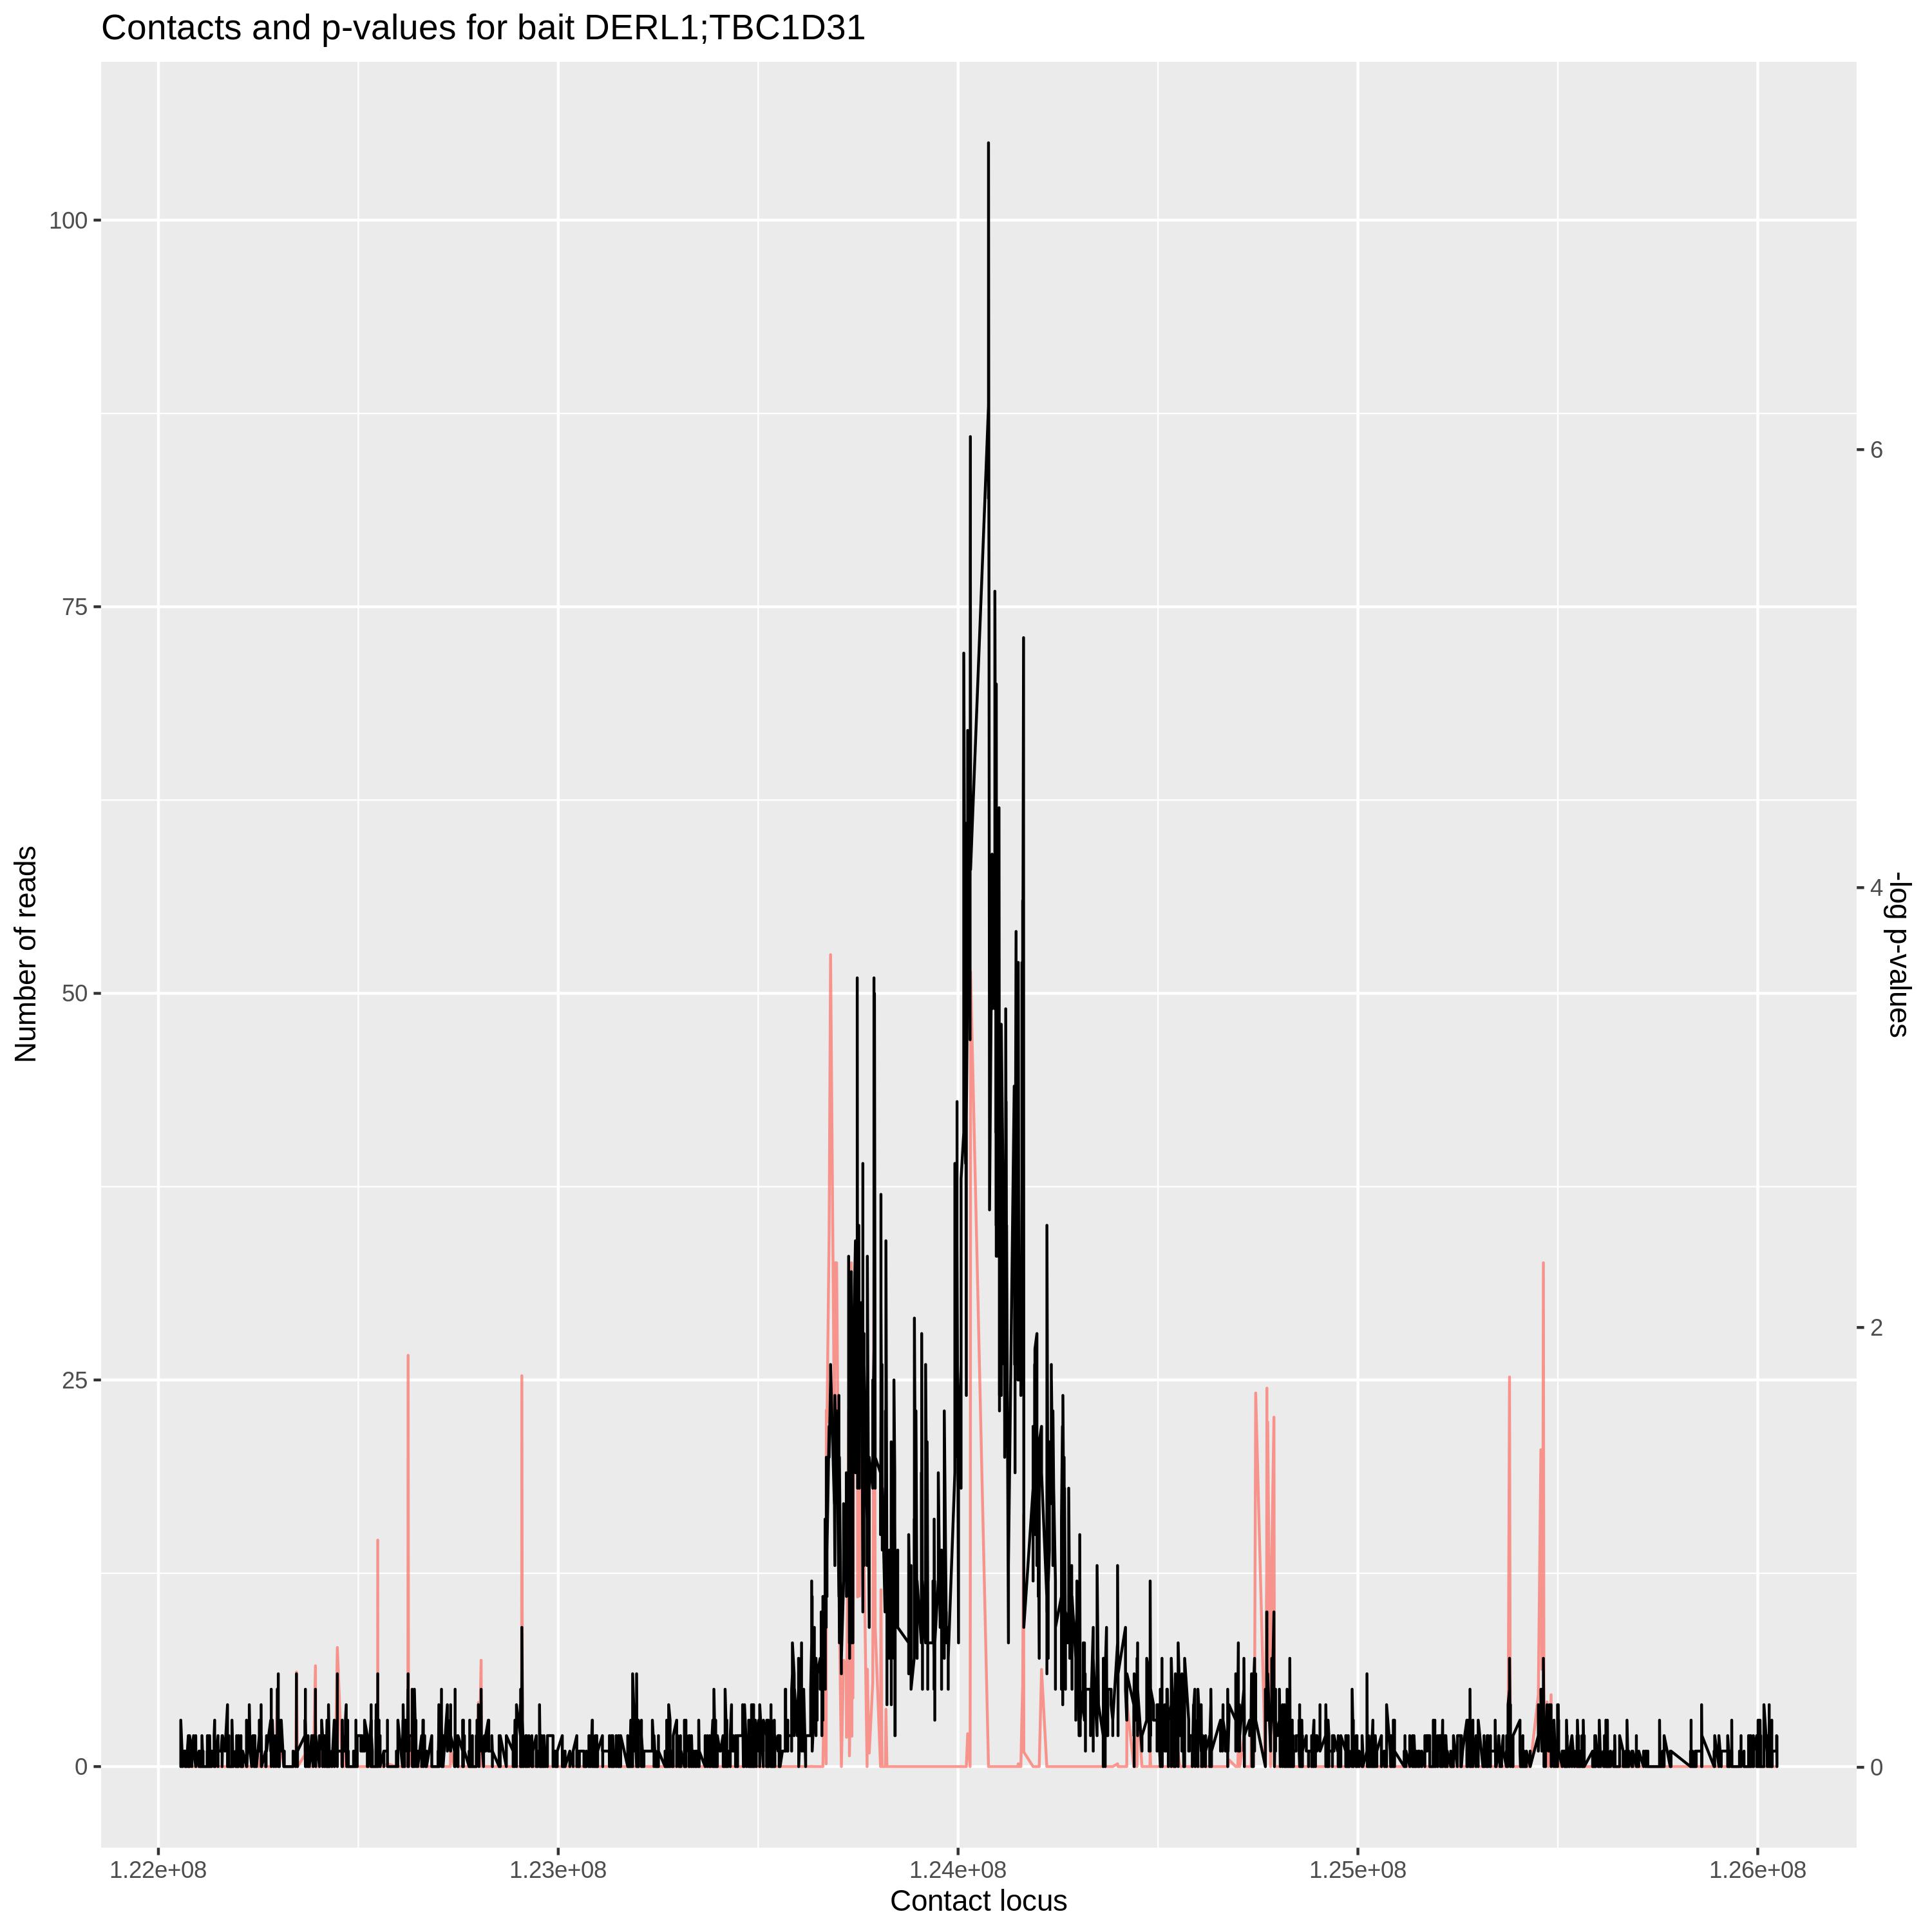 Contacts and p-values for bait DERL1;TBC1D31
Number of reads
100
75
50
25
0
6
4
2
0
-log p-values
1.22e+08
1.23e+08
1.24e+08
1.25e+08
1.26e+08
Contact locus